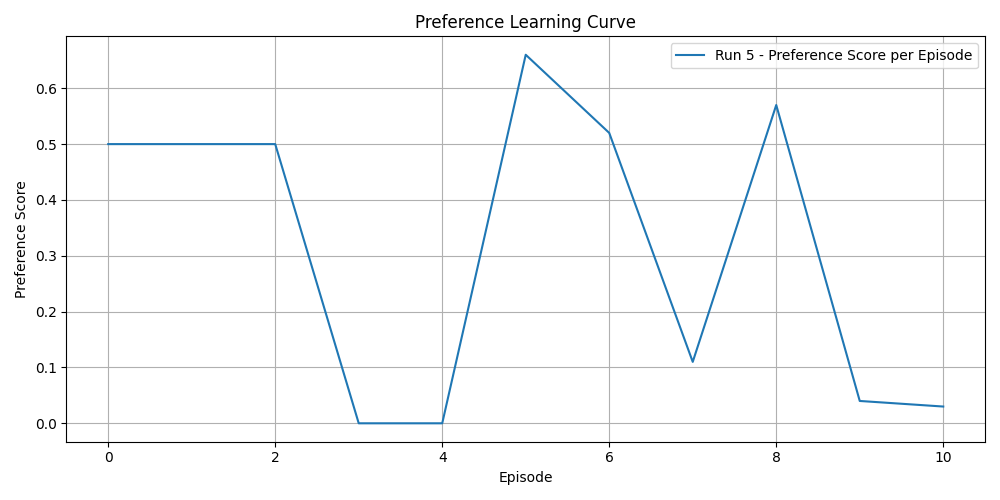 Preference Learning Curve
Run 5 - Preference Score per Episode
Preference Score
0.6
0.5
0.4
0.3
0.2
0.1
0.0
0 2 4 6 8 10
Episode